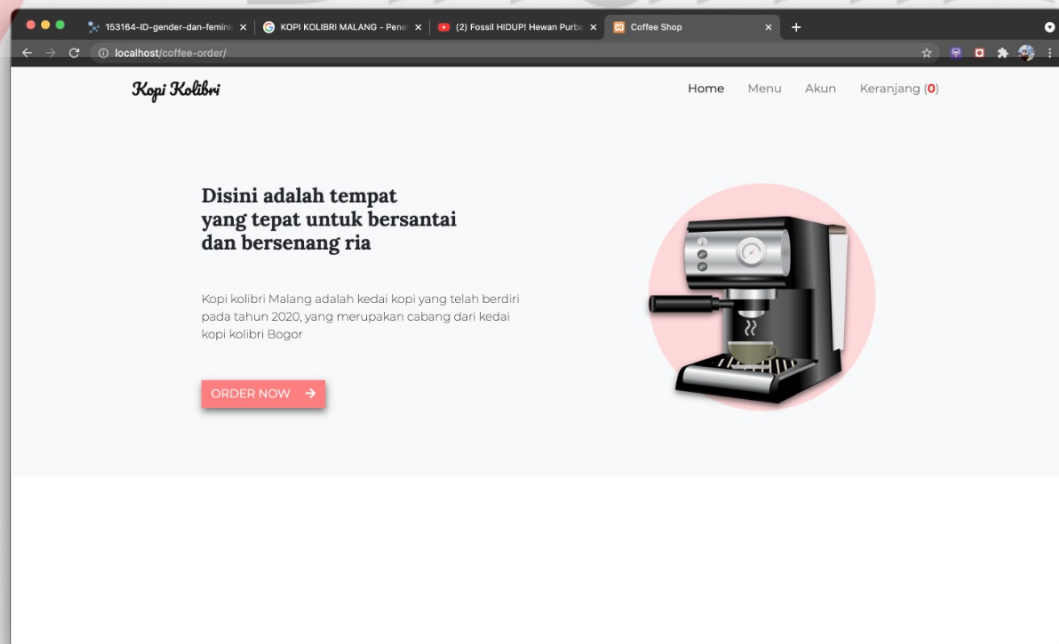 153164-ID-gender-dan-femini
KOPI KOLIBRI MALANG - Pene
(2) Fossil HIDUP! Hewan Purba
Coffee Shop
localhost/coffee-order/
Kopi Kolibri
Home Menu Akun Keranjang (0)
Disini adalah tempat
yang tepat untuk bersantai
dan bersenang ria
Kopi kolibri Malang adalah kedai kopi yang telah berdiri
pada tahun 2020, yang merupakan cabang dari kedai
kopi kolibri Bogor
ORDER NOW